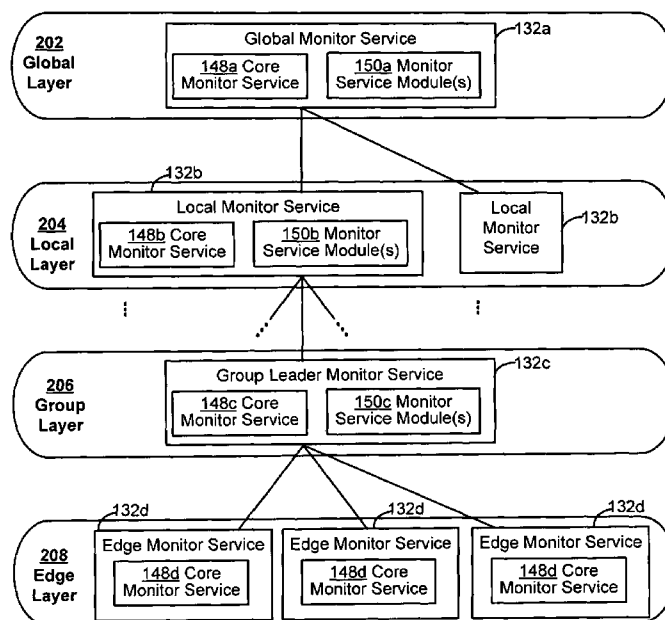 132a
202
Global
Layer
Global Monitor Service
148a Core
Monitor Service
150a Monitor
Service Module(s)
132b
204
Local
Layer
Local Monitor Service
148b Core
Monitor Service
150b Monitor
Service Module(s)
Local
Monitor
Service
132b
132c
206
Group
Layer
Group Leader Monitor Service
148c Core
Monitor Service
150c Monitor
Service Module(s)
132d
132d
132d
208
Edge
Layer
Edge Monitor Service
148d Core
Monitor Service
Edge Monitor Service
148d Core
Monitor Service
Edge Monitor Service
148d Core
Monitor Service